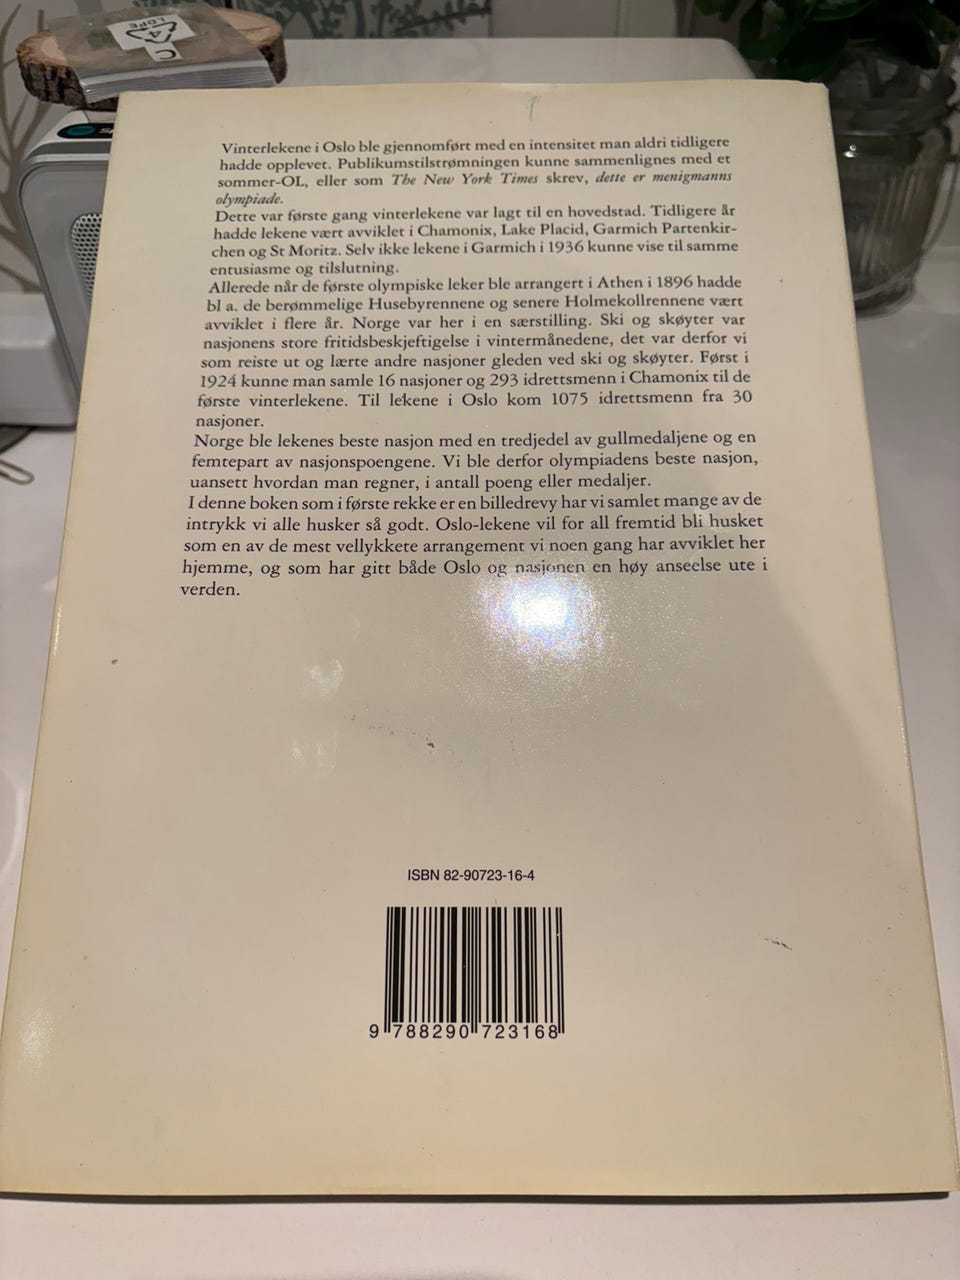 LDPE
4
C
Vinterlekene i Oslo ble gjennomført med en intensitet man aldri tidligere
hadde opplevet. Publikumstilstrømningen kunne sammenlignes med et
sommer-OL, eller som The New York Times skrev, dette er menigmanns
olympiade.
Dette var første gang vinterlekene var lagt til en hovedstad. Tidligere år
hadde lekene vært avviklet i Chamonix, Lake Placid, Garmich Partenkir-
chen og St Moritz. Selv ikke lekene i Garmich i 1936 kunne vise til samme
entusiasme og tilslutning.
Allerede når de første olympiske leker ble arrangert i Athen i 1896 hadde
bl a. de berømmelige Husebyrennene og senere Holmekollrennene vært
avviklet i flere år. Norge var her i en særstilling. Ski og skøyter var
nasjonens store fritidsbeskjeftigelse i vintermånedene, det var derfor vi
som reiste ut og lærte andre nasjoner gleden ved ski og skøyter. Først i
1924 kunne man samle 16 nasjoner og 293 idrettsmenn i Chamonix til de
første vinterlekene. Til lekene i Oslo kom 1075 idrettsmenn fra 30
nasjoner.
Norge ble lekenes beste nasjon med en tredjedel av gullmedaljene og en
femtepart av nasjonspoengene. Vi ble derfor olympiadens beste nasjon,
uansett hvordan man regner, i antall poeng eller medaljer.
I denne boken som i første rekke er en billedrevy har vi samlet mange av de
intrykk vi alle husker så godt. Oslo-lekene vil for all fremtid bli husket
som en av de mest vellykkete arrangement vi noen gang har avviklet her
hjemme, og som har gitt både Oslo og nasjonen en høy anseelse ute i
verden.
ISBN 82-90723-16-4
9 788290 723168